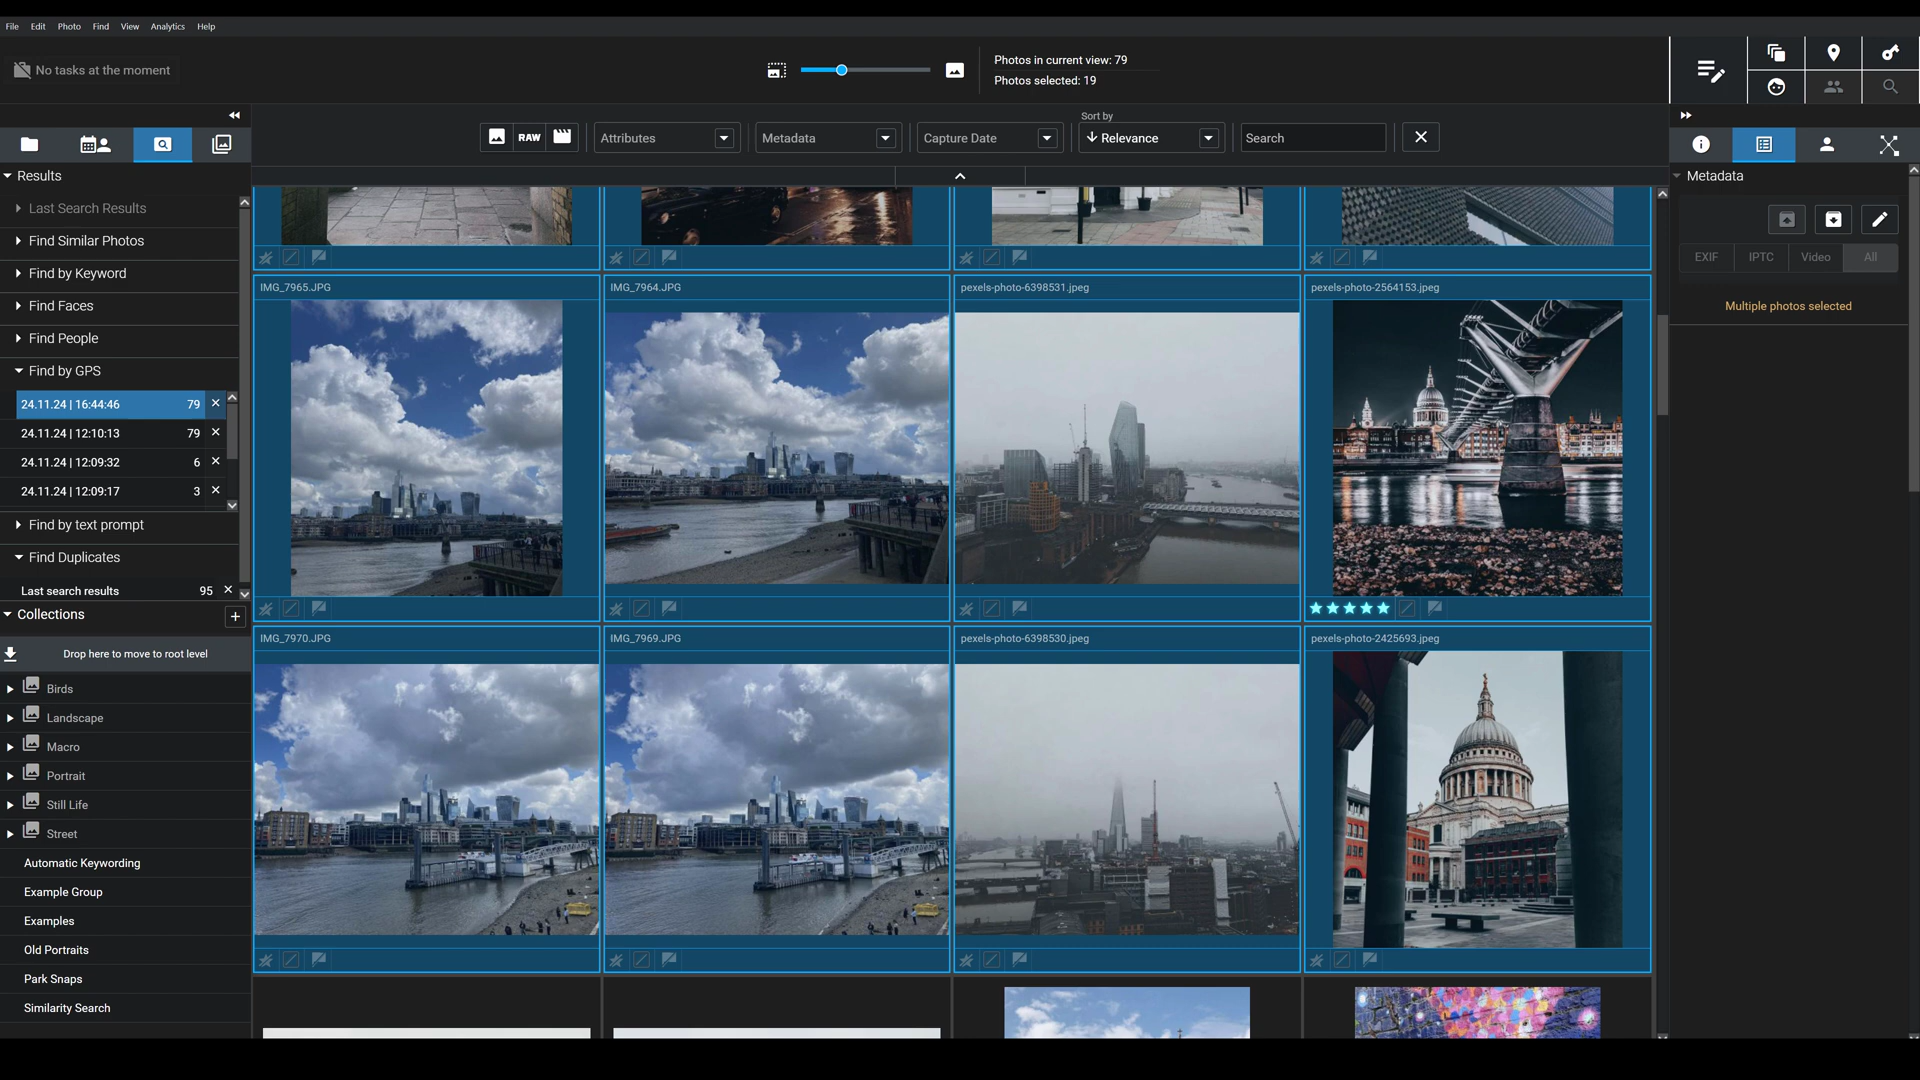 File Edit Photo Find View Analytics Help
No tasks at the moment
Photos in current view: 79
Photos selected: 19
RAW
Attributes
Metadata
Capture Date
Sort by
Relevance
Search
Results
Last Search Results
Find Similar Photos
Find by Keyword
Find Faces
Find People
Find by GPS
24.11.24 | 16:44:46 79
24.11.24 | 12:10:13 79
24.11.24 | 12:09:32 6
24.11.24 | 12:09:17 3
Find by text prompt
Find Duplicates
Last search results 95
Collections
Drop here to move to root level
Birds
Landscape
Macro
Portrait
Still Life
Street
Automatic Keywording
Example Group
Examples
Old Portraits
Park Snaps
Similarity Search
IMG_7965.JPG
IMG_7964.JPG
pexels-photo-6398531.jpeg
pexels-photo-2564153.jpeg
IMG_7970.JPG
IMG_7969.JPG
pexels-photo-6398530.jpeg
pexels-photo-2425693.jpeg
Metadata
EXIF IPTC Video All
Multiple photos selected